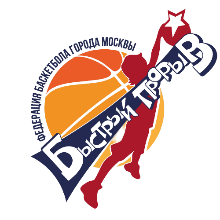 ФЕДЕРАЦИЯ БАСКЕТБОЛА ГОРОДА МОСКВЫ
БЫСТРЫЙ ПРОРЫВ